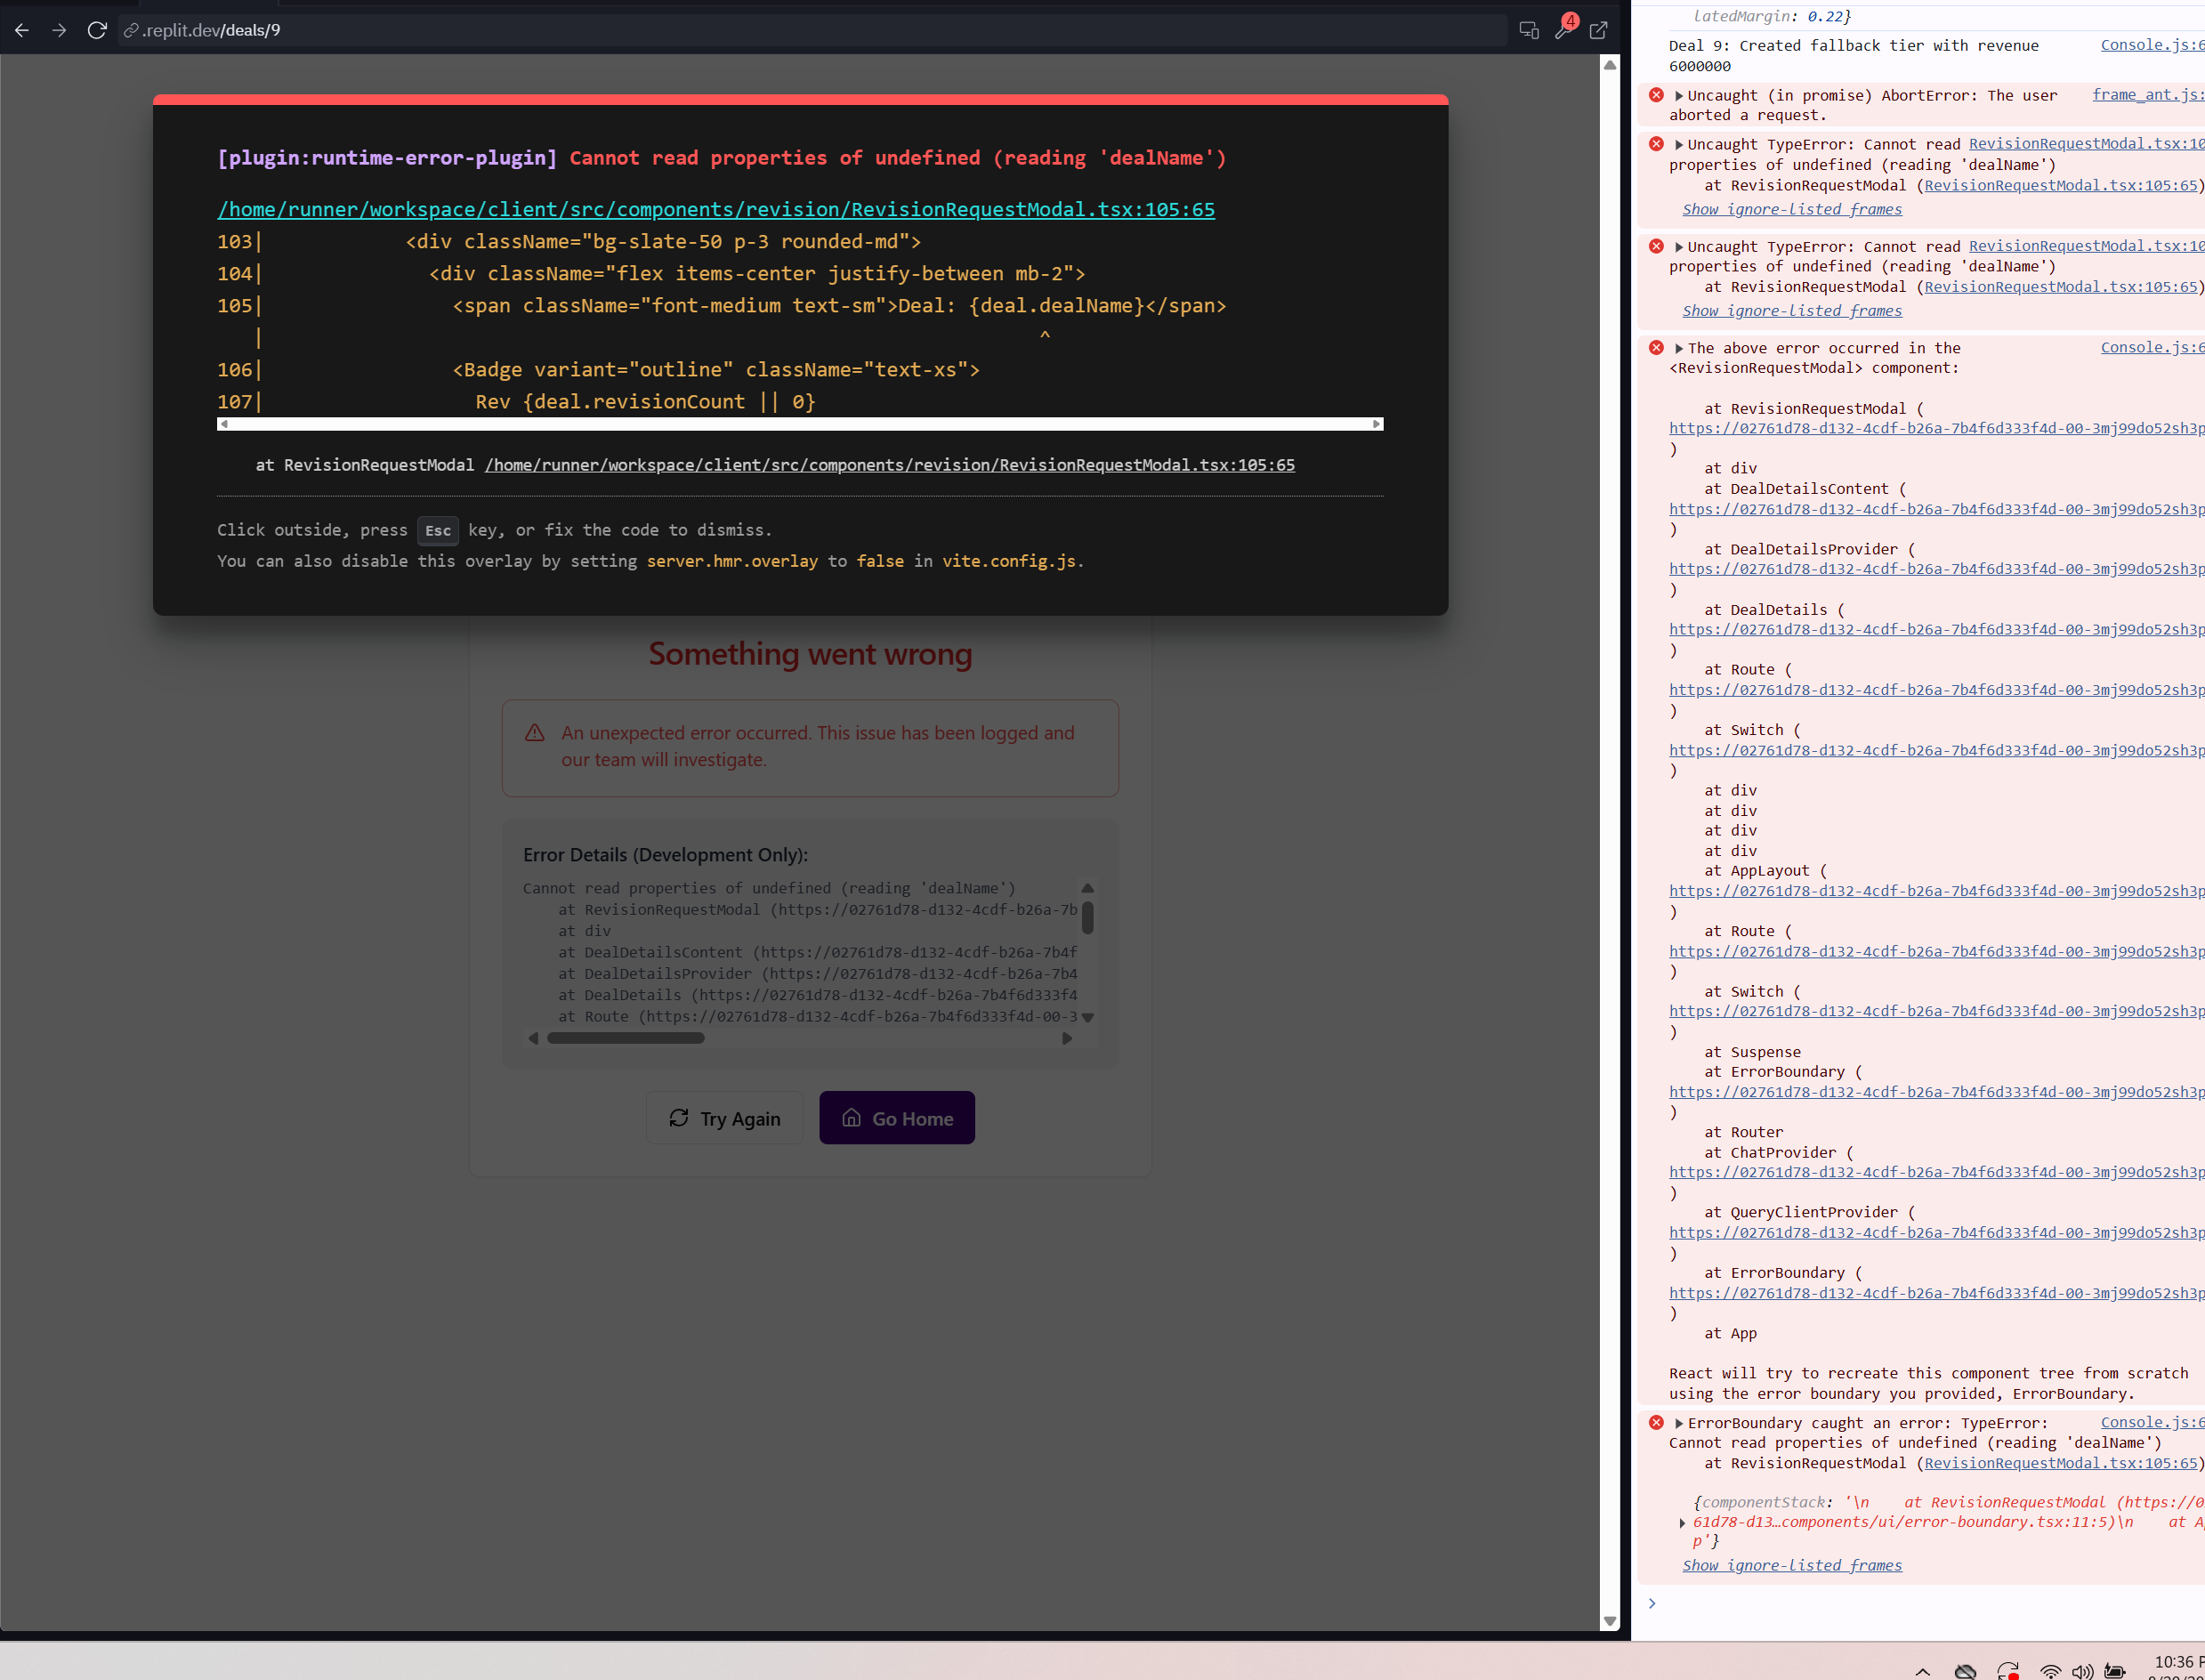 .replit.dev/deals/9
4
[plugin:runtime-error-plugin] Cannot read properties of undefined (reading 'dealName')
/home/runner/workspace/client/src/components/revision/RevisionRequestModal.tsx:105:65
103|            <div className="bg-slate-50 p-3 rounded-md">
104|              <div className="flex items-center justify-between mb-2">
105|                <span className="font-medium text-sm">Deal: {deal.dealName}</span>
   |                                                                 ^
106|                <Badge variant="outline" className="text-xs">
107|                  Rev {deal.revisionCount || 0}
at RevisionRequestModal /home/runner/workspace/client/src/components/revision/RevisionRequestModal.tsx:105:65
Click outside, press Esc key, or fix the code to dismiss.
You can also disable this overlay by setting server.hmr.overlay to false in vite.config.js.
Something went wrong
An unexpected error occurred. This issue has been logged and
our team will investigate.
Error Details (Development Only):
Cannot read properties of undefined (reading 'dealName')
at RevisionRequestModal (https://02761d78-d132-4cdf-b26a-7b
at div
at DealDetailsContent (https://02761d78-d132-4cdf-b26a-7b4f
at DealDetailsProvider (https://02761d78-d132-4cdf-b26a-7b4
at DealDetails (https://02761d78-d132-4cdf-b26a-7b4f6d333f4
at Route (https://02761d78-d132-4cdf-b26a-7b4f6d333f4d-00-3
Try Again
Go Home
latedMargin: 0.22}
Deal 9: Created fallback tier with revenue Console.js:6
6000000
Uncaught (in promise) AbortError: The user frame_ant.js:
aborted a request.
Uncaught TypeError: Cannot read RevisionRequestModal.tsx:10
properties of undefined (reading 'dealName')
at RevisionRequestModal (RevisionRequestModal.tsx:105:65)
Show ignore-listed frames
Uncaught TypeError: Cannot read RevisionRequestModal.tsx:10
properties of undefined (reading 'dealName')
at RevisionRequestModal (RevisionRequestModal.tsx:105:65)
Show ignore-listed frames
The above error occurred in the Console.js:6
<RevisionRequestModal> component:
at RevisionRequestModal (
https://02761d78-d132-4cdf-b26a-7b4f6d333f4d-00-3mj99do52sh3p
)
at div
at DealDetailsContent (
https://02761d78-d132-4cdf-b26a-7b4f6d333f4d-00-3mj99do52sh3p
)
at DealDetailsProvider (
https://02761d78-d132-4cdf-b26a-7b4f6d333f4d-00-3mj99do52sh3p
)
at DealDetails (
https://02761d78-d132-4cdf-b26a-7b4f6d333f4d-00-3mj99do52sh3p
)
at Route (
https://02761d78-d132-4cdf-b26a-7b4f6d333f4d-00-3mj99do52sh3p
)
at Switch (
https://02761d78-d132-4cdf-b26a-7b4f6d333f4d-00-3mj99do52sh3p
)
at div
at div
at div
at div
at AppLayout (
https://02761d78-d132-4cdf-b26a-7b4f6d333f4d-00-3mj99do52sh3p
)
at Route (
https://02761d78-d132-4cdf-b26a-7b4f6d333f4d-00-3mj99do52sh3p
)
at Switch (
https://02761d78-d132-4cdf-b26a-7b4f6d333f4d-00-3mj99do52sh3p
)
at Suspense
at ErrorBoundary (
https://02761d78-d132-4cdf-b26a-7b4f6d333f4d-00-3mj99do52sh3p
)
at Router
at ChatProvider (
https://02761d78-d132-4cdf-b26a-7b4f6d333f4d-00-3mj99do52sh3p
)
at QueryClientProvider (
https://02761d78-d132-4cdf-b26a-7b4f6d333f4d-00-3mj99do52sh3p
)
at ErrorBoundary (
https://02761d78-d132-4cdf-b26a-7b4f6d333f4d-00-3mj99do52sh3p
)
at App
React will try to recreate this component tree from scratch
using the error boundary you provided, ErrorBoundary.
ErrorBoundary caught an error: TypeError: Console.js:6
Cannot read properties of undefined (reading 'dealName')
at RevisionRequestModal (RevisionRequestModal.tsx:105:65)
{componentStack: '\n    at RevisionRequestModal (https://0
61d78-d13…components/ui/error-boundary.tsx:11:5)\n    at A
p'}
Show ignore-listed frames
10:36